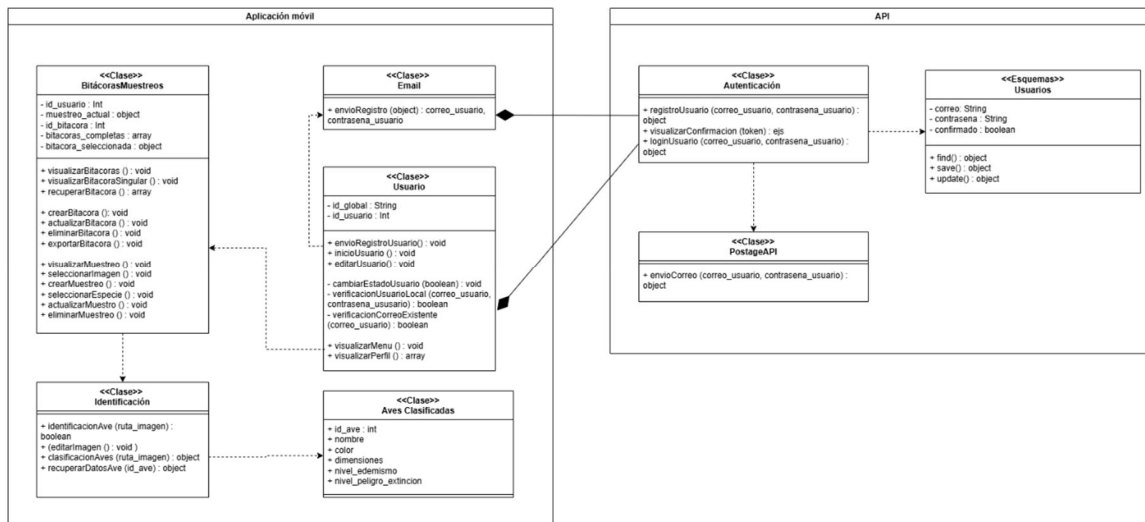 Aplicación móvil
<<Clase>>
BitácorasMuestreos
- id_usuario : Int
- muestreo_actual : object
- id_bitacora : Int
- bitacoras_completas : array
- bitacora_seleccionada : object
+ visualizarBitacoras () : void
+ visualizarBitacoraSingular () : void
+ recuperarBitacora () : array
+ crearBitacora (): void
+ actualizarBitacora () : void
+ eliminarBitacora () : void
+ exportarBitacora () : void
+ visualizarMuestreo () : void
+ seleccionarImagen () : void
+ crearMuestreo () : void
+ seleccionarEspecie () : void
+ actualizarMuestro () : void
+ eliminarMuestreo () : void
<<Clase>>
Email
+ envioRegistro (object) : correo_usuario,
contrasena_usuario
<<Clase>>
Usuario
- id_global : String
- id_usuario : Int
+ envioRegistroUsuario() : void
+ inicioUsuario () : void
+ editarUsuario() : void
- cambiarEstadoUsuario (boolean) : void
- verificacionUsuarioLocal (correo_usuario,
contrasena_ususario) : boolean
- verificacionCorreoExistente
(correo_usuario) : boolean
+ visualizarMenu () : void
+ visualizarPerfil () : array
<<Clase>>
Identificación
+ identificacionAve (ruta_imagen) :
boolean
+ (editarImagen () : void )
+ clasificacionAves (ruta_imagen) : object
+ recuperarDatosAve (id_ave) : object
<<Clase>>
Aves Clasificadas
+ id_ave : int
+ nombre
+ color
+ dimensiones
+ nivel_edemismo
+ nivel_peligro_extincion
API
<<Clase>>
Autenticación
+ registroUsuario (correo_usuario, contrasena_usuario) :
object
+ visualizarConfirmacion (token) : ejs
+ loginUsuario (correo_usuario, contrasena_usuario) :
object
<<Esquemas>>
Usuarios
- correo: String
- contrasena : String
- confirmado : boolean
+ find() : object
+ save() : object
+ update() : object
<<Clase>>
PostageAPI
+ envioCorreo (correo_usuario, contrasena_usuario) :
object